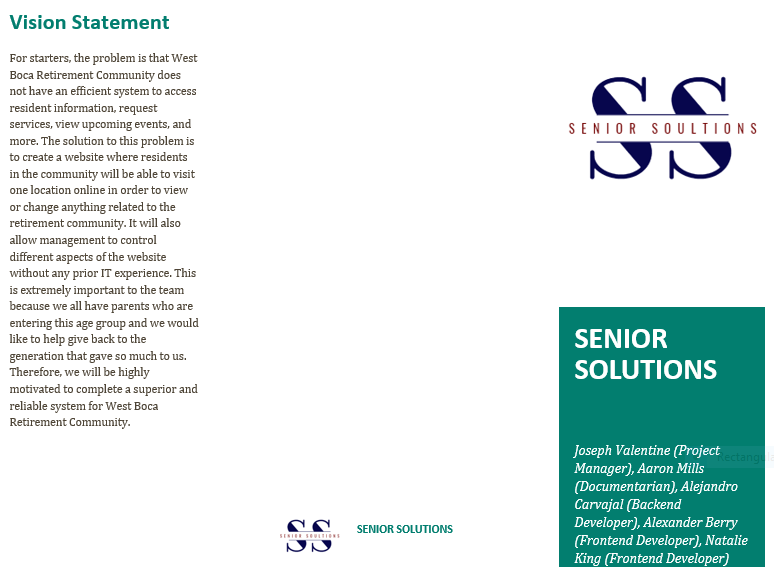 Vision Statement
For starters, the problem is that West
Boca Retirement Community does
not have an efficient system to access
resident information, request
services, view upcoming events, and
more. The solution to this problem is
to create a website where residents
in the community will be able to visit
one location online in order to view
or change anything related to the
retirement community. It will also
allow management to control
different aspects of the website
without any prior IT experience. This
is extremely important to the team
because we all have parents who are
entering this age group and we would
like to help give back to the
generation that gave so much to us.
Therefore, we will be highly
motivated to complete a superior and
reliable system for West Boca
Retirement Community.
SS
SENIOR SOULTIONS
SENIOR SOLUTIONS
SS
SENIOR SOULTIONS
SENIOR
SOLUTIONS
Joseph Valentine (Project
Manager), Aaron Mills
(Documentarian), Alejandro
Carvajal (Backend
Developer), Alexander Berry
(Frontend Developer), Natalie
King (Frontend Developer)